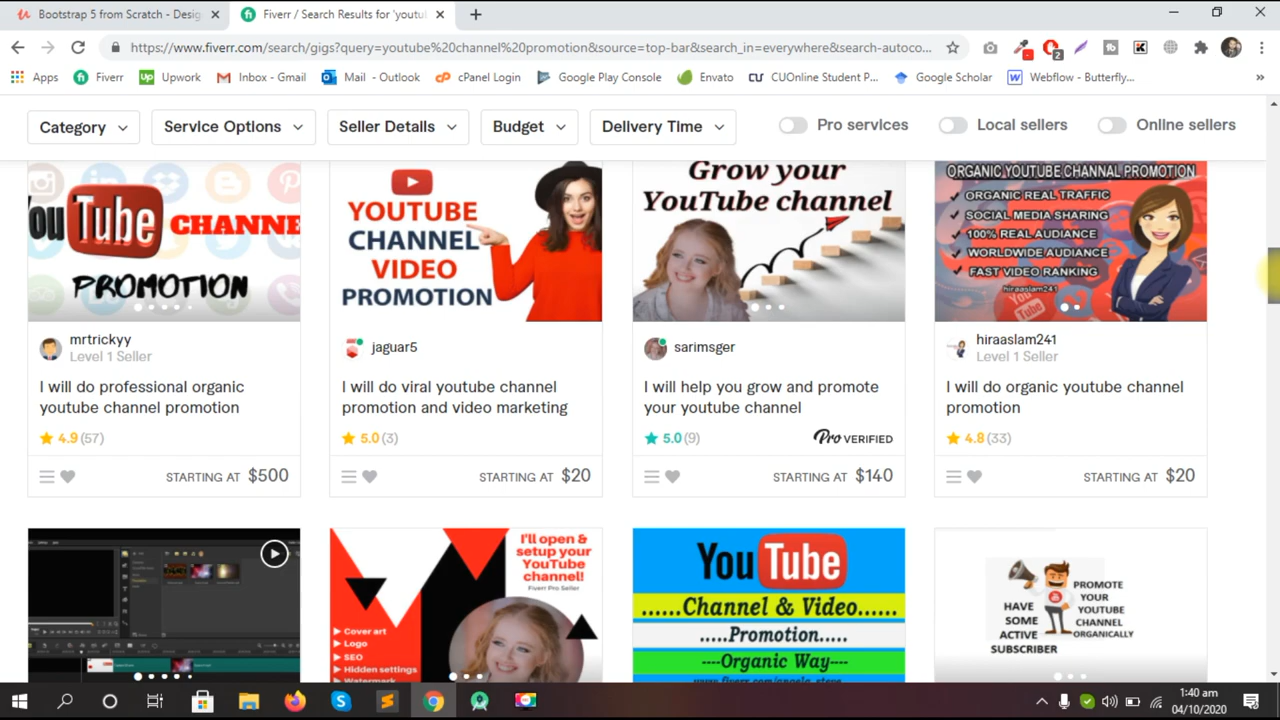 Bootstrap 5 from Scratch - Desig
Fiverr / Search Results for 'youtu
https://www.fiverr.com/search/gigs?query=youtube%20channel%20promotion&source=top-bar&search_in=everywhere&search-autoco...
2
Apps
Fiverr
Upwork
Inbox - Gmail
Mail - Outlook
cPanel Login
Google Play Console
Envato
CUOnline Student P...
Google Scholar
Webflow - Butterfly...
»
Category
Service Options
Seller Details
Budget
Delivery Time
Pro services
Local sellers
Online sellers
ou Tube CHANNE
PROMOTION
YOUTUBE
CHANNEL
VIDEO
PROMOTION
Grow your
YouTube channel
ORGANIC YOUTUBE CHANNAL PROMOTION
ORGANIC REAL TRAFFIC
SOCIAL MEDIA SHARING
100% REAL AUDIANCE
WORLDWIDE AUDIANCE
FAST VIDEO RANKING
hiraaslam241
mrtrickyy
Level 1 Seller
jaguar5
sarimsger
hiraaslam241
Level 1 Seller
I will do professional organic
youtube channel promotion
I will do viral youtube channel
promotion and video marketing
I will help you grow and promote
your youtube channel
I will do organic youtube channel
promotion
4.9 (57)
5.0 (3)
5.0 (9)
Pro VERIFIED
4.8 (33)
STARTING AT $500
STARTING AT $20
STARTING AT $140
STARTING AT $20
I'll open &
setup your
YouTube
channel!
Fiverr Pro Seller
Cover art
Logo
SEO
Hidden settings
Watermark
YouTube
......Channel & Video......
.....Promotion.....
----Organic Way----
HAVE
SOME
ACTIVE
SUBSCRIBER
PROMOTE
YOUR
YOUTUBE
CHANNEL
ORGANICALLY
1:40 am
04/10/2020